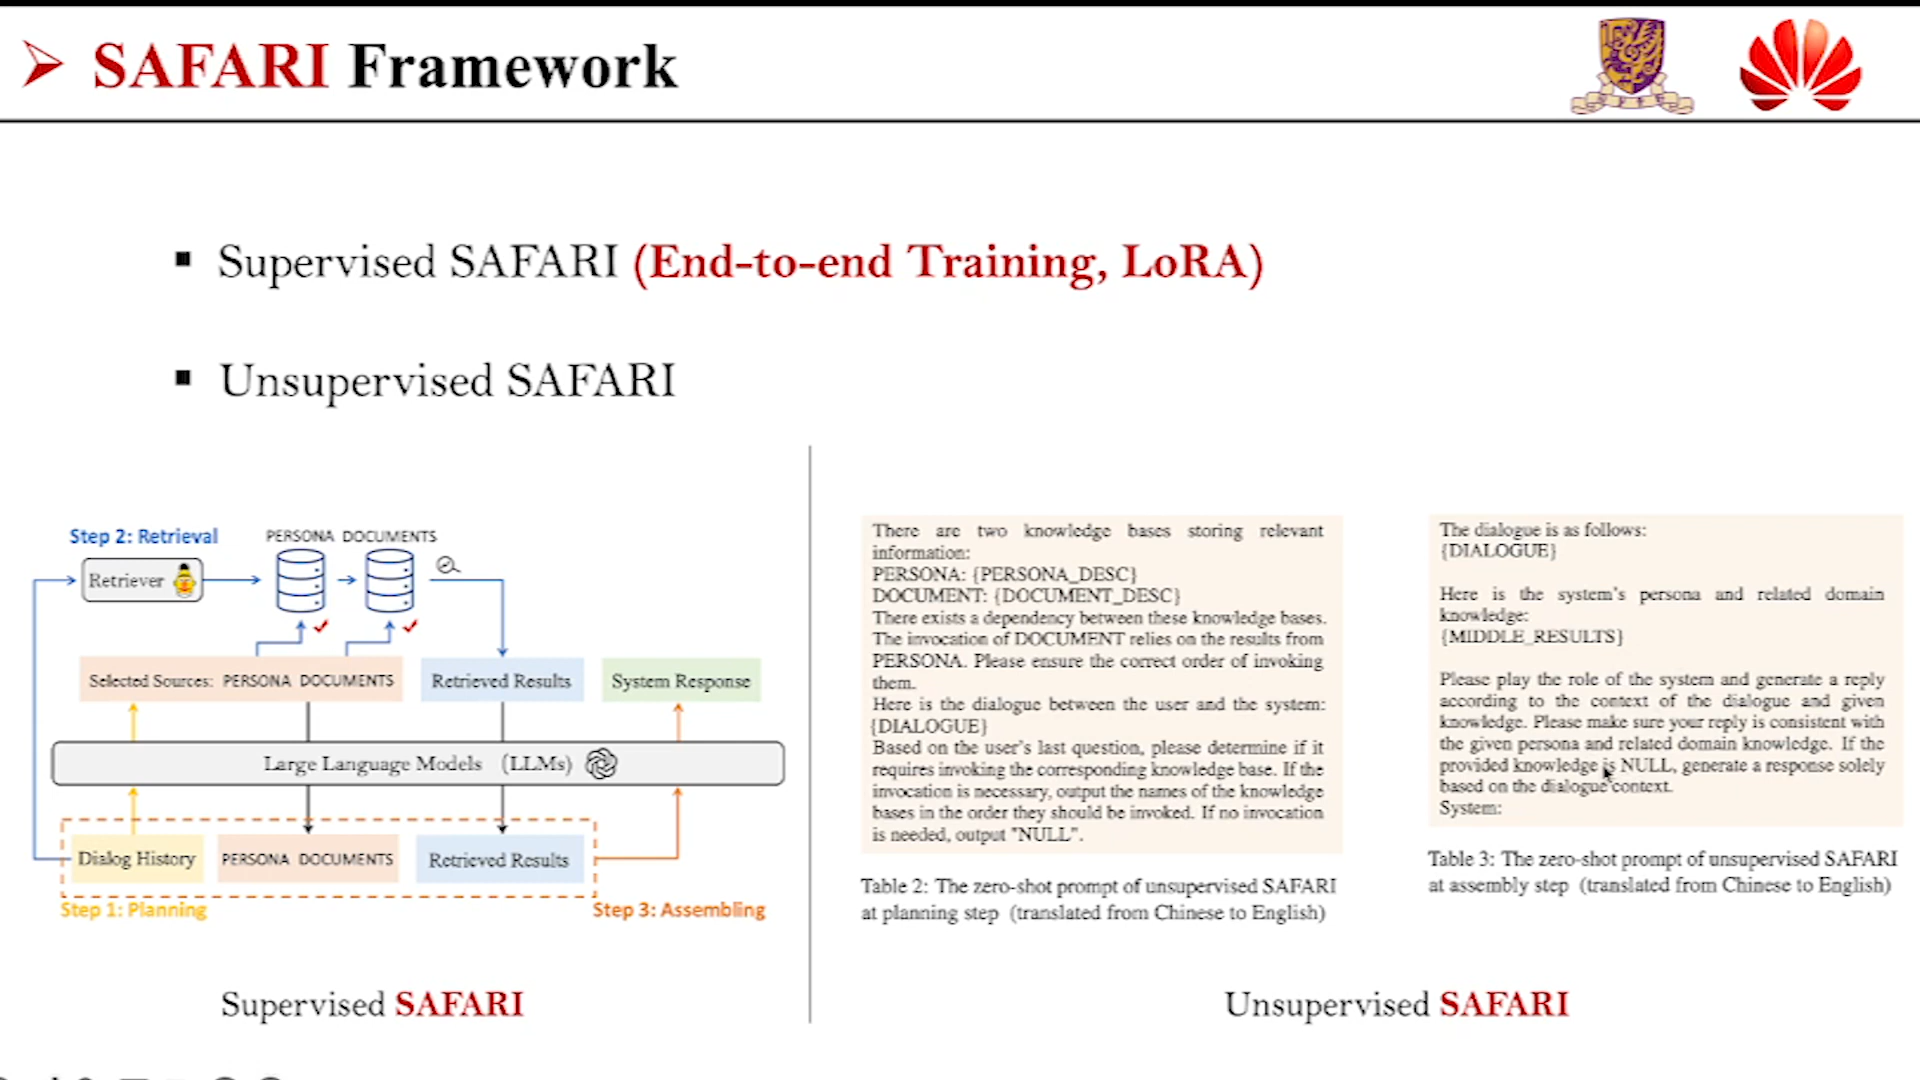 SAFARI Framework
Supervised SAFARI (End-to-end Training, LoRA)
Unsupervised SAFARI
Step 2: Retrieval
PERSONA DOCUMENTS
Retriever
Selected Sources: PERSONA DOCUMENTS
Retrieved Results
System Response
Large Language Models (LLMs)
Dialog History
PERSONA DOCUMENTS
Retrieved Results
Step 1: Planning
Step 3: Assembling
Supervised SAFARI
There are two knowledge bases storing relevant
information:
PERSONA: {PERSONA_DESC}
DOCUMENT: {DOCUMENT_DESC}
There exists a dependency between these knowledge bases.
The invocation of DOCUMENT relies on the results from
PERSONA. Please ensure the correct order of invoking
them.
Here is the dialogue between the user and the system:
{DIALOGUE}
Based on the user's last question, please determine if it
requires invoking the corresponding knowledge base. If the
invocation is necessary, output the names of the knowledge
bases in the order they should be invoked. If no invocation
is needed, output "NULL".
Table 2: The zero-shot prompt of unsupervised SAFARI
at planning step (translated from Chinese to English)
The dialogue is as follows:
{DIALOGUE}
Here is the system's persona and related domain
knowledge:
{MIDDLE_RESULTS}
Please play the role of the system and generate a reply
according to the context of the dialogue and given
knowledge. Please make sure your reply is consistent with
the given persona and related domain knowledge. If the
provided knowledge is NULL, generate a response solely
based on the dialogue context.
System:
Table 3: The zero-shot prompt of unsupervised SAFARI
at assembly step (translated from Chinese to English)
Unsupervised SAFARI